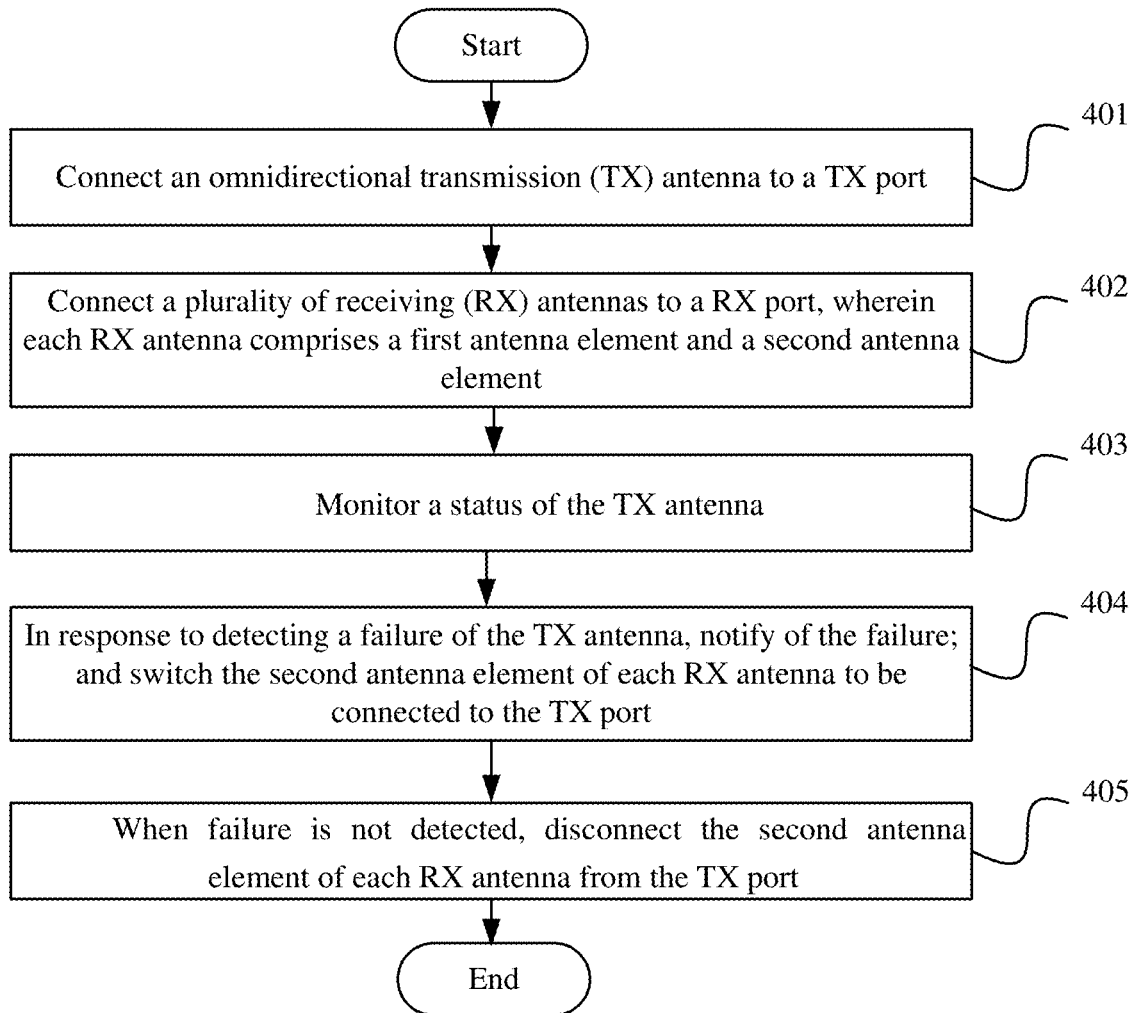 Start
401
Connect an omnidirectional transmission (TX) antenna to a TX port
402
Connect a plurality of receiving (RX) antennas to a RX port, wherein
each RX antenna comprises a first antenna element and a second antenna
element
403
Monitor a status of the TX antenna
404
In response to detecting a failure of the TX antenna, notify of the failure;
and switch the second antenna element of each RX antenna to be
connected to the TX port
405
When failure is not detected, disconnect the second antenna
element of each RX antenna from the TX port
End